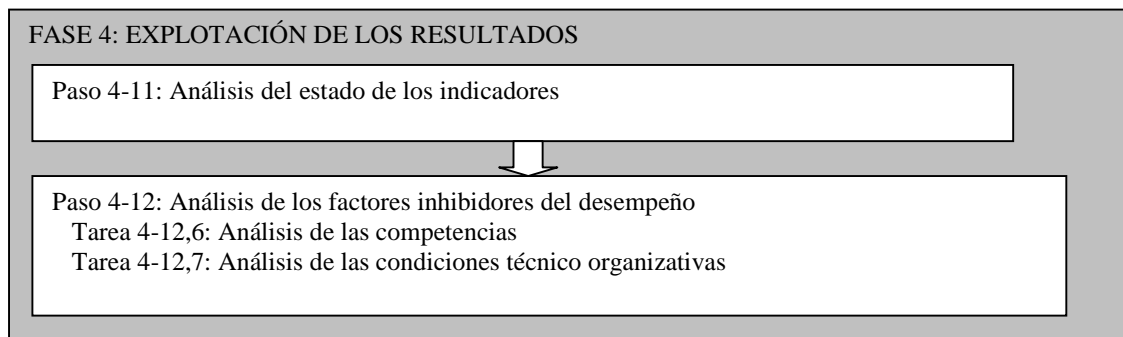 FASE 4: EXPLOTACIÓN DE LOS RESULTADOS
Paso 4-11: Análisis del estado de los indicadores
Paso 4-12: Análisis de los factores inhibidores del desempeño
Tarea 4-12,6: Análisis de las competencias
Tarea 4-12,7: Análisis de las condiciones técnico organizativas